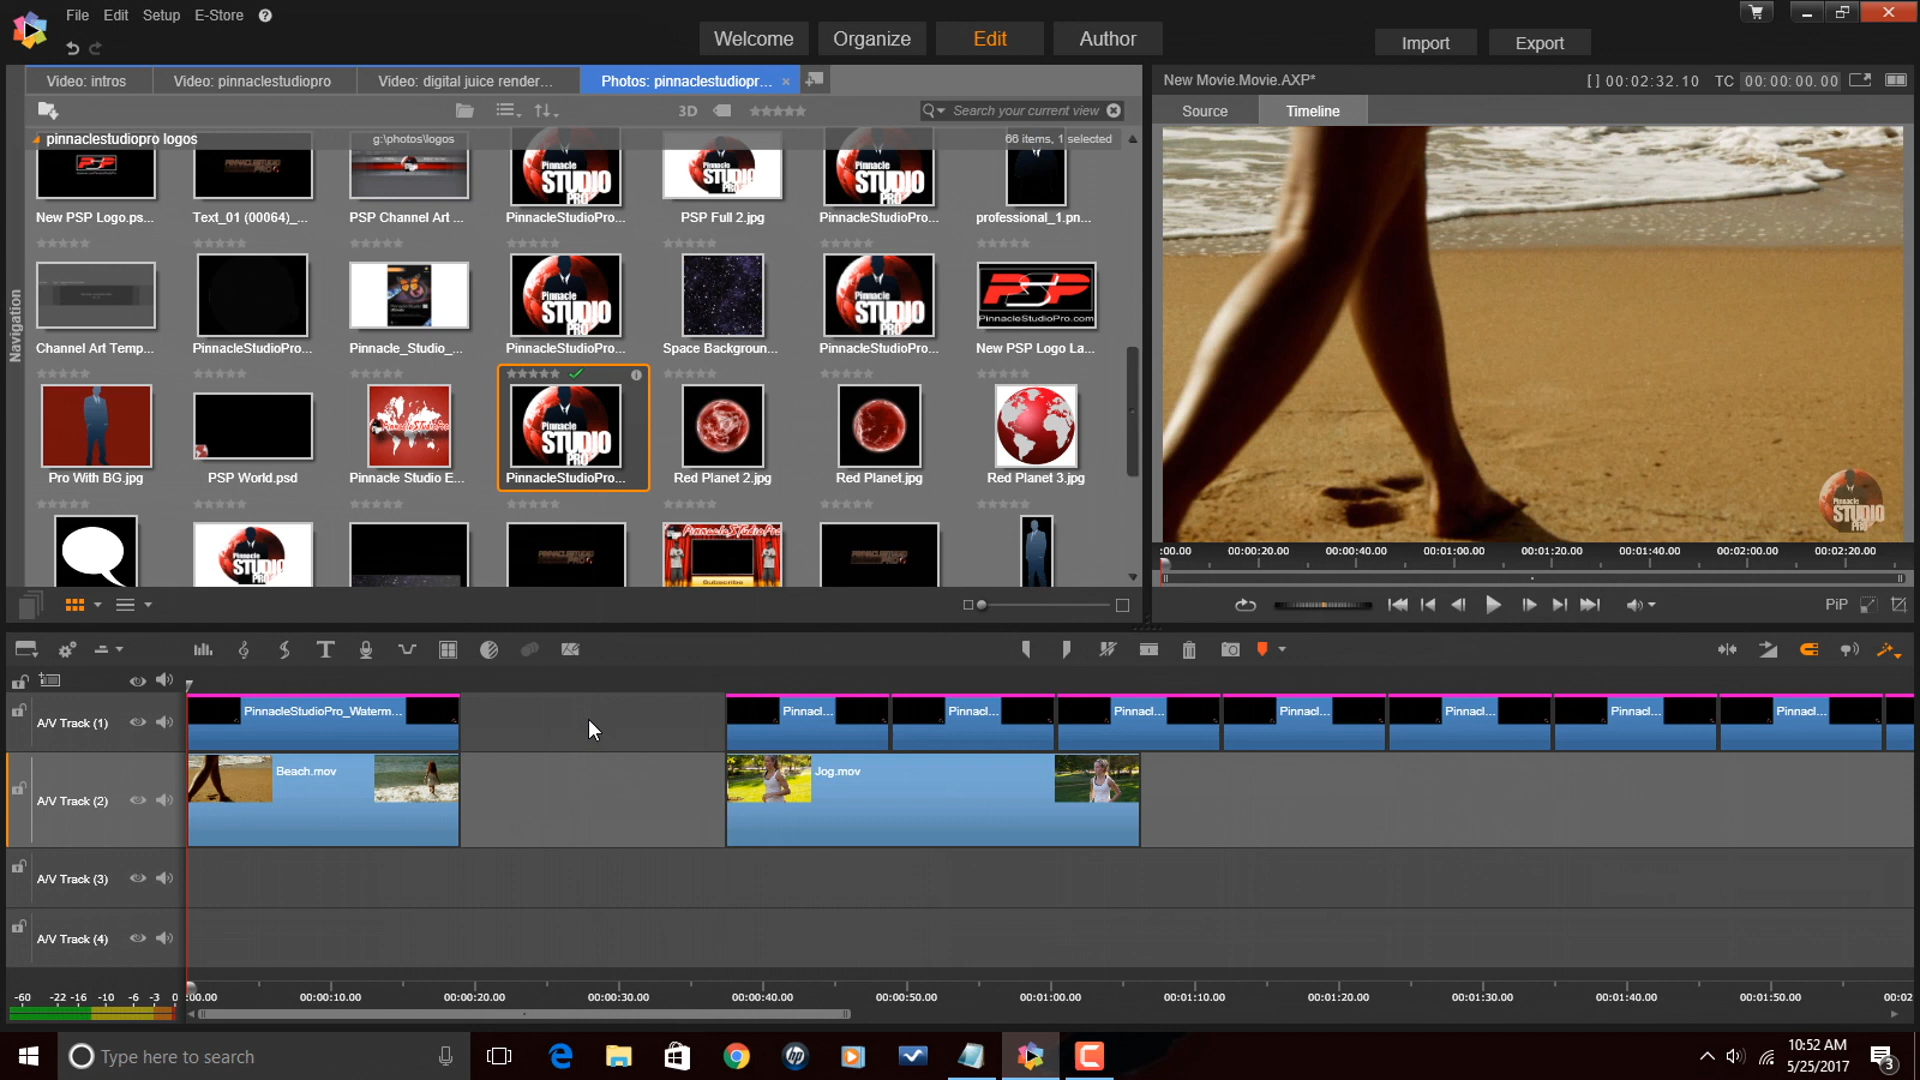 File Edit Setup E-Store ?
Welcome Organize Edit Author Import Export
Video: intros Video: pinnaclestudiopro Video: digital juice render... Photos: pinnaclestudiopr... ×
New Movie.Movie.AXP* [ ] 00:02:32.10 TC 00:00:00.00
3D Search your current view
Source Timeline
pinnaclestudiopro logos g:\photos\logos 66 items, 1 selected
New PSP Logo.ps... Text_01 (00064)_... PSP Channel Art ... PinnacleStudioPro... PSP Full 2.jpg PinnacleStudioPro... professional_1.pn...
Channel Art Temp... PinnacleStudioPro... Pinnacle_Studio_... PinnacleStudioPro... Space Backgroun... PinnacleStudioPro... New PSP Logo La...
Pro With BG.jpg PSP World.psd Pinnacle Studio E... PinnacleStudioPro... Red Planet 2.jpg Red Planet.jpg Red Planet 3.jpg
Pinnacle
STUDIO
PRO
PSP
PinnacleStudioPro.com
Subscribe
Navigation
:00.00 00:00:20.00 00:00:40.00 00:01:00.00 00:01:20.00 00:01:40.00 00:02:00.00 00:02:20.00
PiP
A/V Track (1) PinnacleStudioPro_Waterm... Pinnacl... Pinnacl... Pinnacl... Pinnacl... Pinnacl... Pinnacl... Pinnacl...
A/V Track (2) Beach.mov Jog.mov
A/V Track (3)
A/V Track (4)
-60 -22 -16 -10 -6 -3 0 :00.00 00:00:10.00 00:00:20.00 00:00:30.00 00:00:40.00 00:00:50.00 00:01:00.00 00:01:10.00 00:01:20.00 00:01:30.00 00:01:40.00 00:01:50.00 00:02
Type here to search
10:52 AM
5/25/2017
3